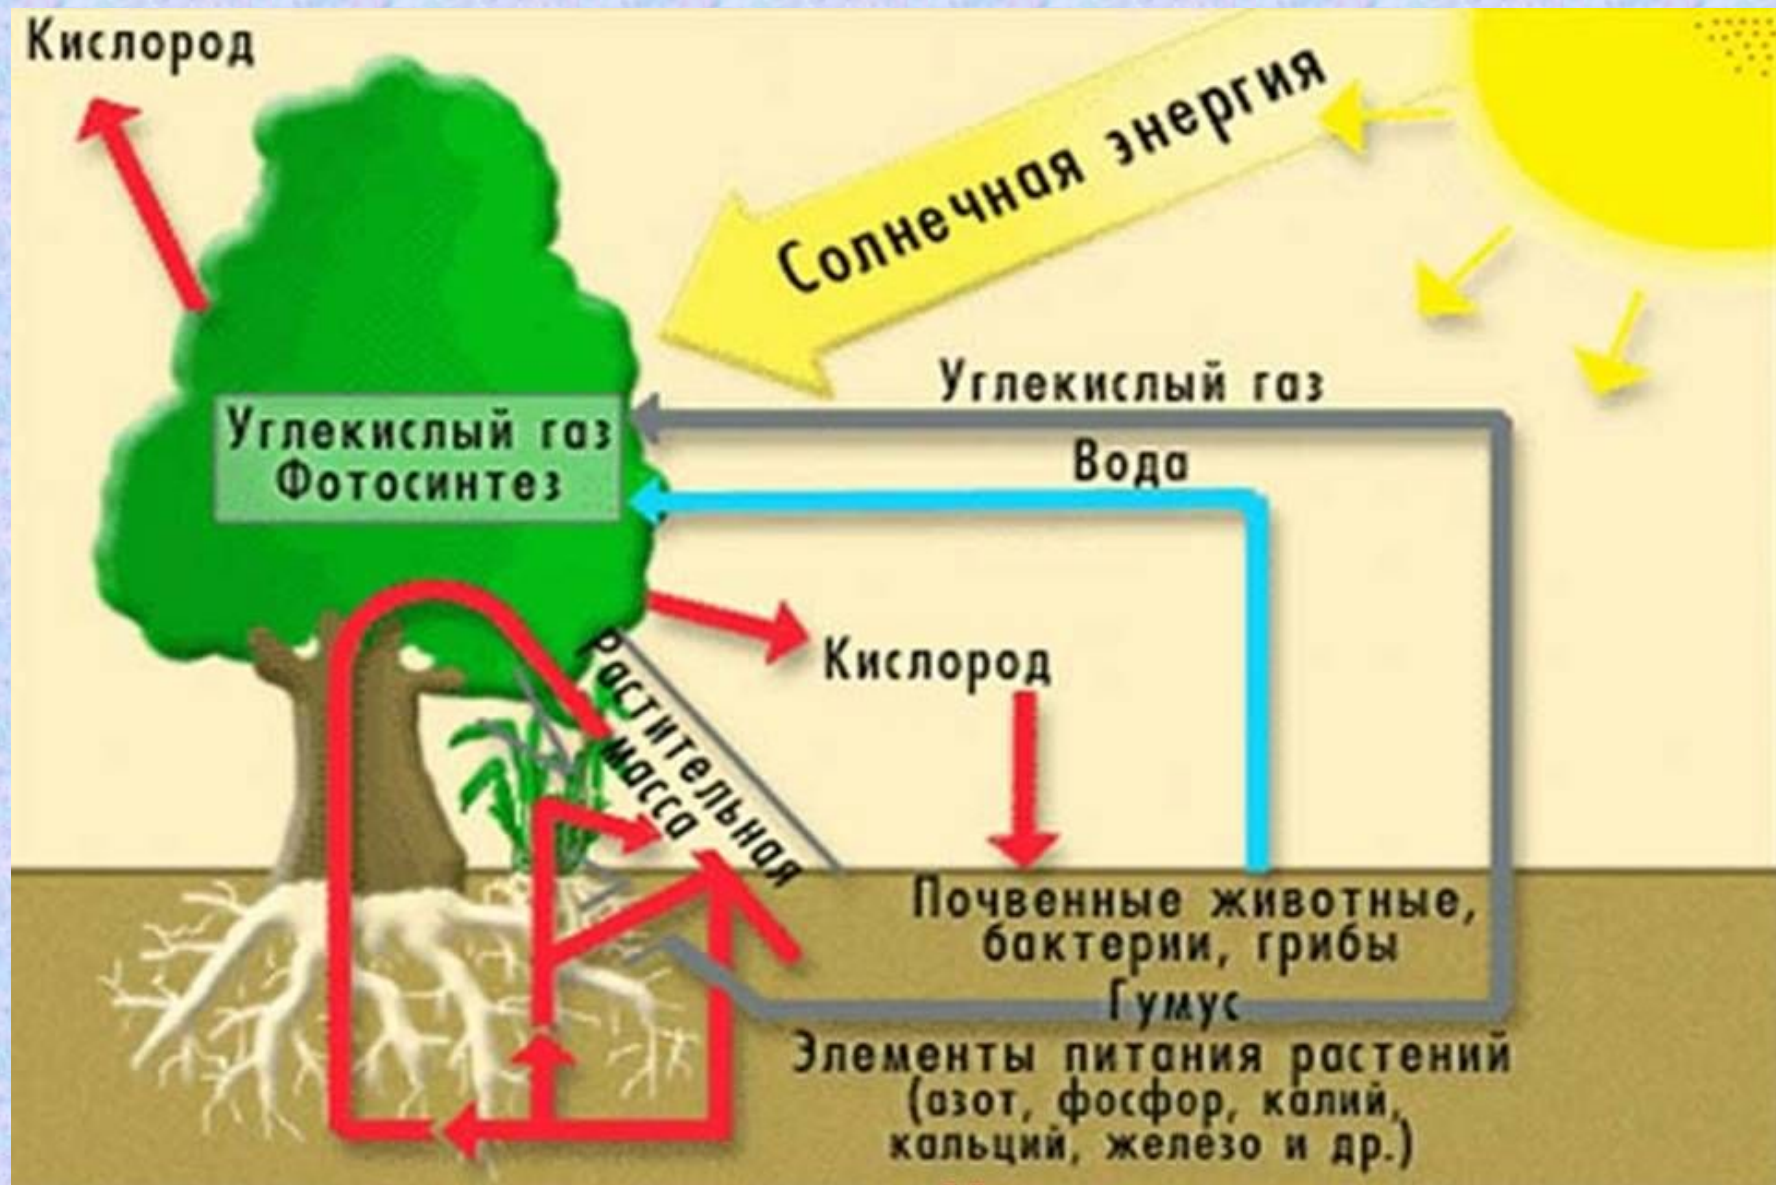 Кислород
Солнечная энергия
Углекислый газ
Углекислый газ
Фотосинтез
Вода
Кислород
Растительная
масса
Почвенные животные,
бактерии, грибы
Гумус
Элементы питания растений
(азот, фосфор, калий,
кальций, железо и др.)